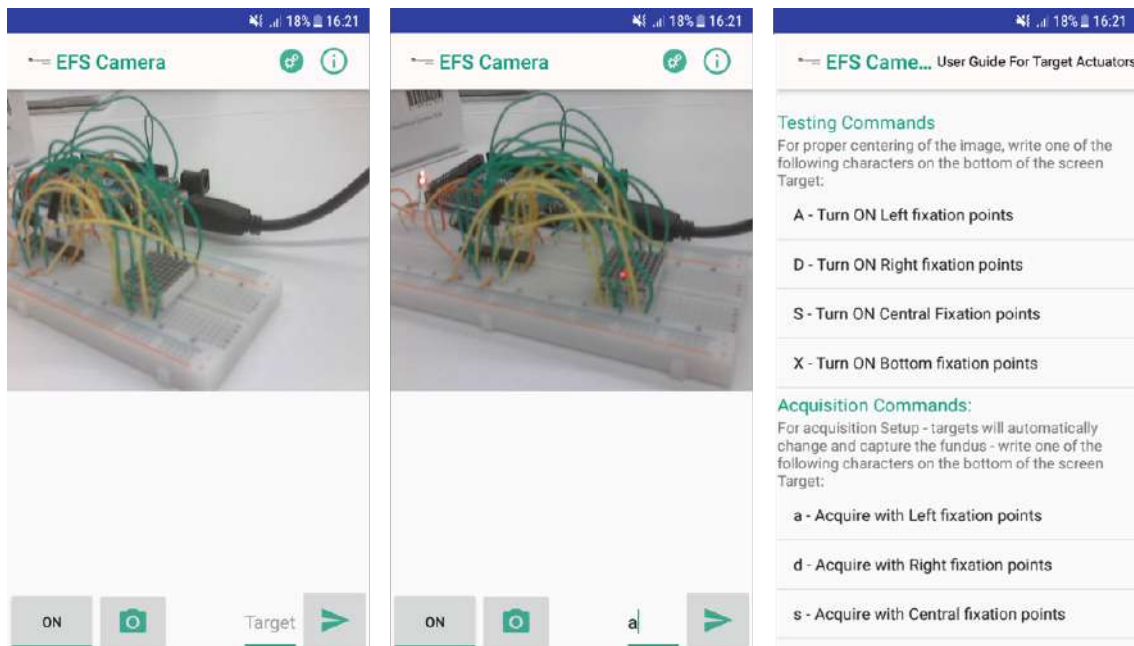 18% 16:21
EFS Camera
ON
Target
18% 16:21
EFS Camera
ON
a
18% 16:21
EFS Came... User Guide For Target Actuators
Testing Commands
For proper centering of the image, write one of the
following characters on the bottom of the screen
Target:
A - Turn ON Left fixation points
D - Turn ON Right fixation points
S - Turn ON Central Fixation points
X - Turn ON Bottom fixation points
Acquisition Commands:
For acquisition Setup - targets will automatically
change and capture the fundus - write one of the
following characters on the bottom of the screen
Target:
a - Acquire with Left fixation points
d - Acquire with Right fixation points
s - Acquire with Central fixation points